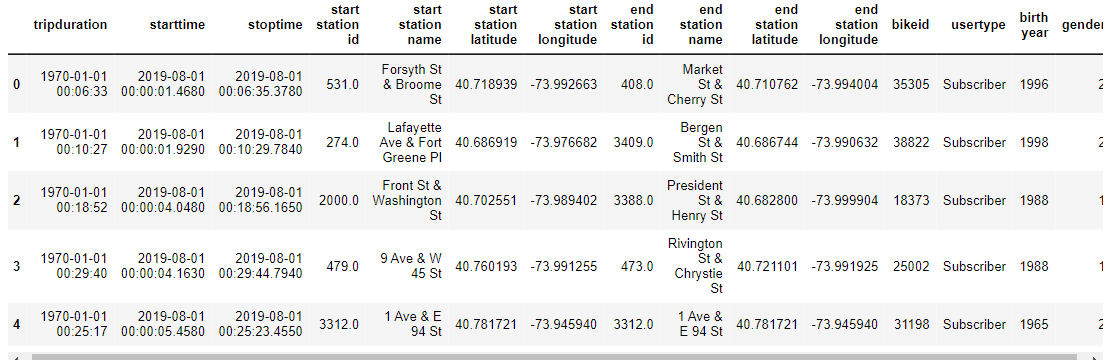 tripduration starttime stoptime start station id start station name start station latitude start station longitude end station id end station name end station latitude end station longitude bikeid usertype birth year gender
0 1970-01-01 00:06:33 2019-08-01 00:00:01.4680 2019-08-01 00:06:35.3780 531.0 Forsyth St & Broome St 40.718939 -73.992663 408.0 Market St & Cherry St 40.710762 -73.994004 35305 Subscriber 1996 2
1 1970-01-01 00:10:27 2019-08-01 00:00:01.9290 2019-08-01 00:10:29.7840 274.0 Lafayette Ave & Fort Greene Pl 40.686919 -73.976682 3409.0 Bergen St & Smith St 40.686744 -73.990632 38822 Subscriber 1998 2
2 1970-01-01 00:18:52 2019-08-01 00:00:04.0480 2019-08-01 00:18:56.1650 2000.0 Front St & Washington St 40.702551 -73.989402 3388.0 President St & Henry St 40.682800 -73.999904 18373 Subscriber 1988 1
3 1970-01-01 00:29:40 2019-08-01 00:00:04.1630 2019-08-01 00:29:44.7940 479.0 9 Ave & W 45 St 40.760193 -73.991255 473.0 Rivington St & Chrystie St 40.721101 -73.991925 25002 Subscriber 1988 1
4 1970-01-01 00:25:17 2019-08-01 00:00:05.4580 2019-08-01 00:25:23.4550 3312.0 1 Ave & E 94 St 40.781721 -73.945940 3312.0 1 Ave & E 94 St 40.781721 -73.945940 31198 Subscriber 1965 2